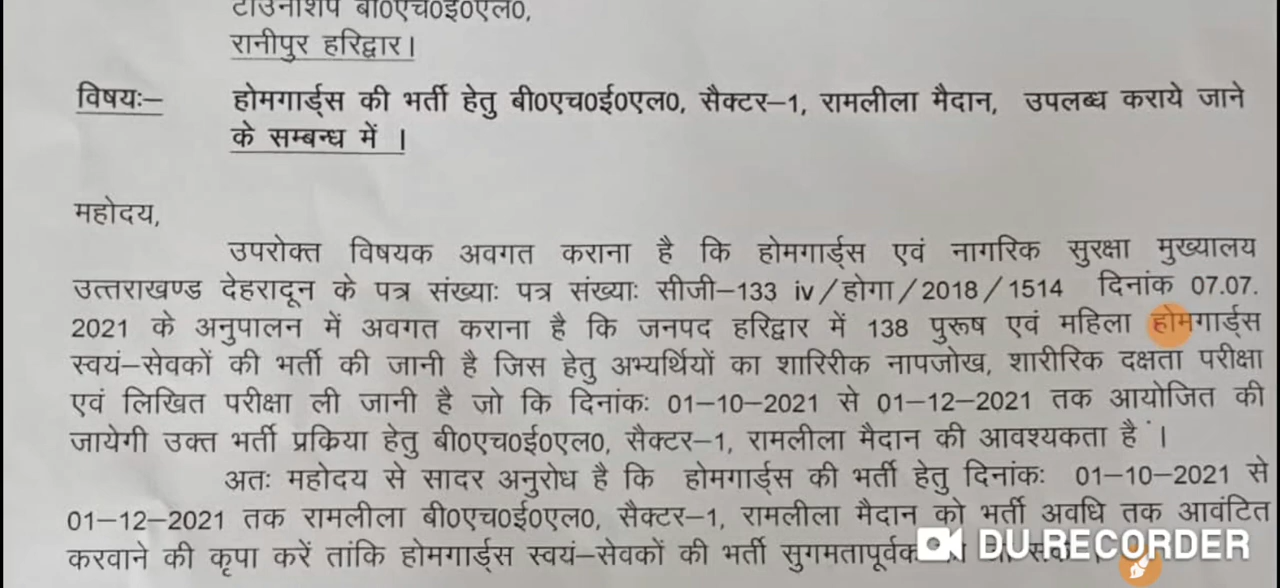 टाउनशिप बी0एच0ई0एल0,
रानीपुर हरिद्वार।
विषयः– होमगार्ड्स की भर्ती हेतु बी0एच0ई0एल0, सैक्टर–1, रामलीला मैदान, उपलब्ध कराये जाने
के सम्बन्ध में ।
महोदय,
उपरोक्त विषयक अवगत कराना है कि होमगार्ड्स एवं नागरिक सुरक्षा मुख्यालय
उत्तराखण्ड देहरादून के पत्र संख्याः पत्र संख्याः सीजी–133 iv/होगा/2018/1514 दिनांक 07.07.
2021 के अनुपालन में अवगत कराना है कि जनपद हरिद्वार में 138 पुरूष एवं महिला होमगार्ड्स
स्वयं–सेवकों की भर्ती की जानी है जिस हेतु अभ्यर्थियों का शारिरीक नापजोख, शारीरिक दक्षता परीक्षा
एवं लिखित परीक्षा ली जानी है जो कि दिनांकः 01–10–2021 से 01–12–2021 तक आयोजित की
जायेगी उक्त भर्ती प्रक्रिया हेतु बी0एच0ई0एल0, सैक्टर–1, रामलीला मैदान की आवश्यकता है ।
अतः महोदय से सादर अनुरोध है कि होमगार्ड्स की भर्ती हेतु दिनांकः 01–10–2021 से
01–12–2021 तक रामलीला बी0एच0ई0एल0, सैक्टर–1, रामलीला मैदान को भर्ती अवधि तक आवंटित
करवाने की कृपा करें तांकि होमगार्ड्स स्वयं–सेवकों की भर्ती सुगमतापूर्वक
DU RECORDER